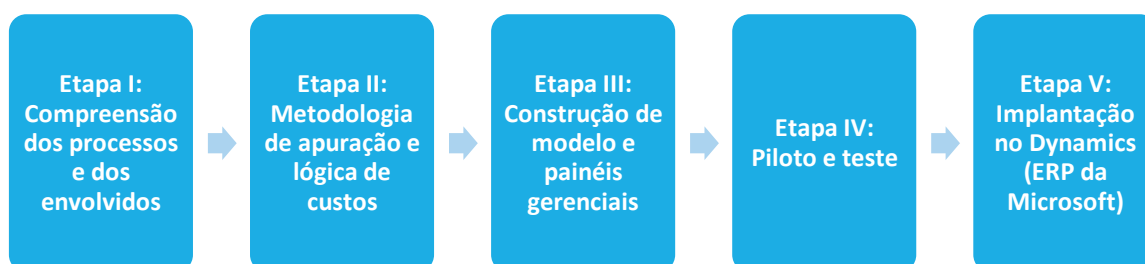 Etapa I:
Compreensão
dos processos
e dos
envolvidos
Etapa II:
Metodologia
de apuração e
lógica de
custos
Etapa III:
Construção de
modelo e
painéis
gerenciais
Etapa IV:
Piloto e teste
Etapa V:
Implantação
no Dynamics
(ERP da
Microsoft)